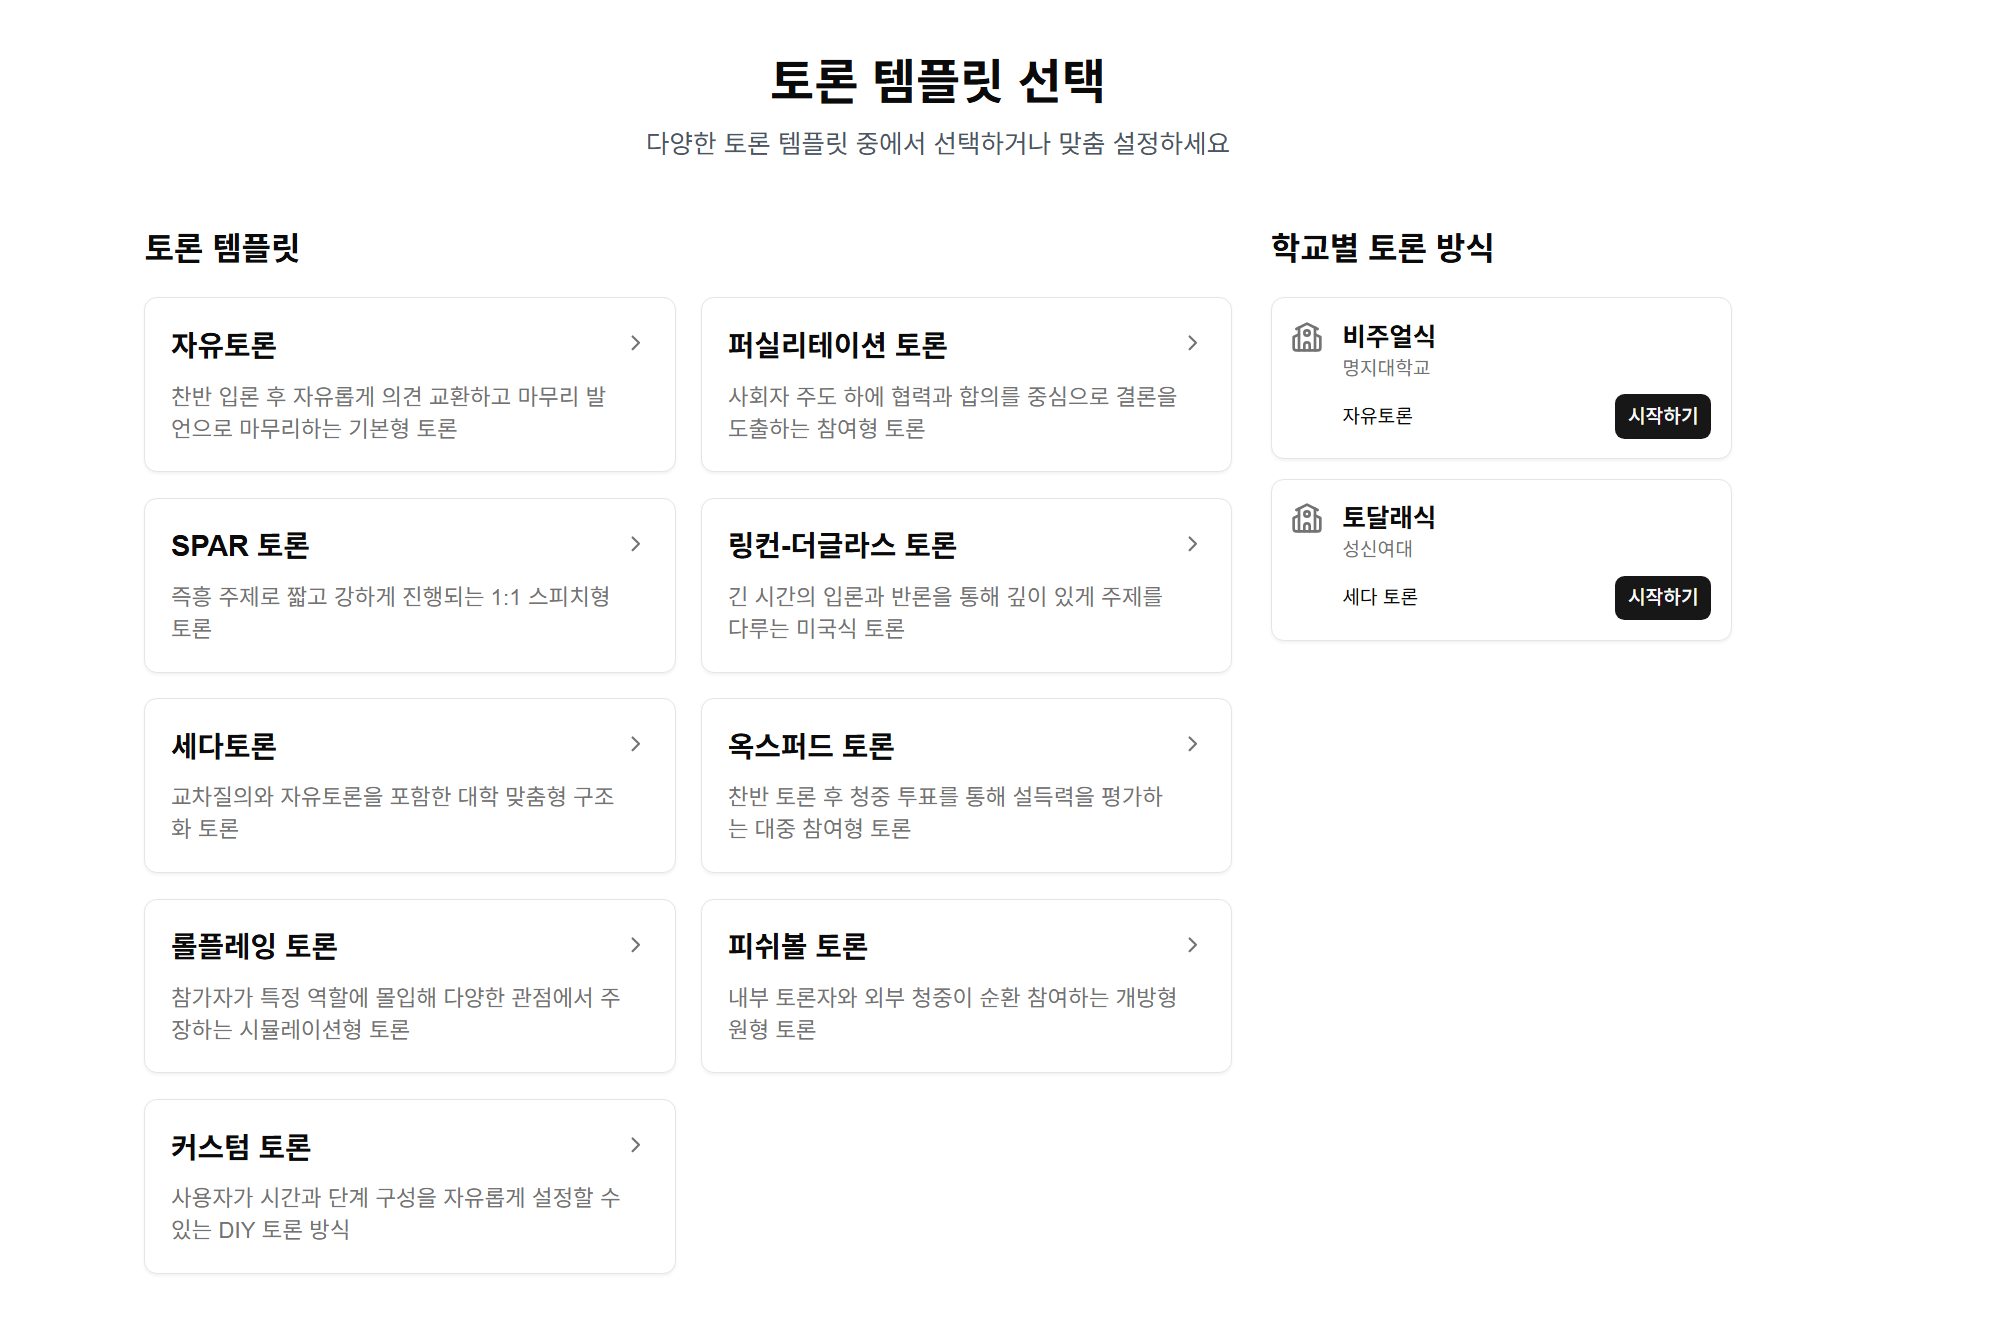 토론 템플릿 선택
다양한 토론 템플릿 중에서 선택하거나 맞춤 설정하세요
토론 템플릿
자유토론
찬반 입론 후 자유롭게 의견 교환하고 마무리 발
언으로 마무리하는 기본형 토론
퍼실리테이션 토론
사회자 주도 하에 협력과 합의를 중심으로 결론을
도출하는 참여형 토론
SPAR 토론
즉흥 주제로 짧고 강하게 진행되는 1:1 스피치형
토론
링컨-더글라스 토론
긴 시간의 입론과 반론을 통해 깊이 있게 주제를
다루는 미국식 토론
세다토론
교차질의와 자유토론을 포함한 대학 맞춤형 구조
화 토론
옥스퍼드 토론
찬반 토론 후 청중 투표를 통해 설득력을 평가하
는 대중 참여형 토론
롤플레잉 토론
참가자가 특정 역할에 몰입해 다양한 관점에서 주
장하는 시뮬레이션형 토론
피쉬볼 토론
내부 토론자와 외부 청중이 순환 참여하는 개방형
원형 토론
커스텀 토론
사용자가 시간과 단계 구성을 자유롭게 설정할 수
있는 DIY 토론 방식
학교별 토론 방식
비주얼식
명지대학교
자유토론
시작하기
토달래식
성신여대
세다 토론
시작하기